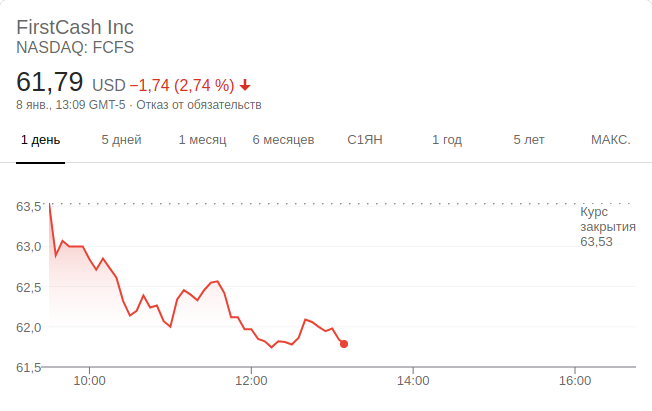 FirstCash Inc
NASDAQ: FCFS
61,79 USD −1,74 (2,74 %)
8 янв., 13:09 GMT-5 · Отказ от обязательств
1 день 5 дней 1 месяц 6 месяцев С1ЯН 1 год 5 лет МАКС.
63,5
Курс
закрытия
63,53
63,0
62,5
62,0
61,5
10:00 12:00 14:00 16:00